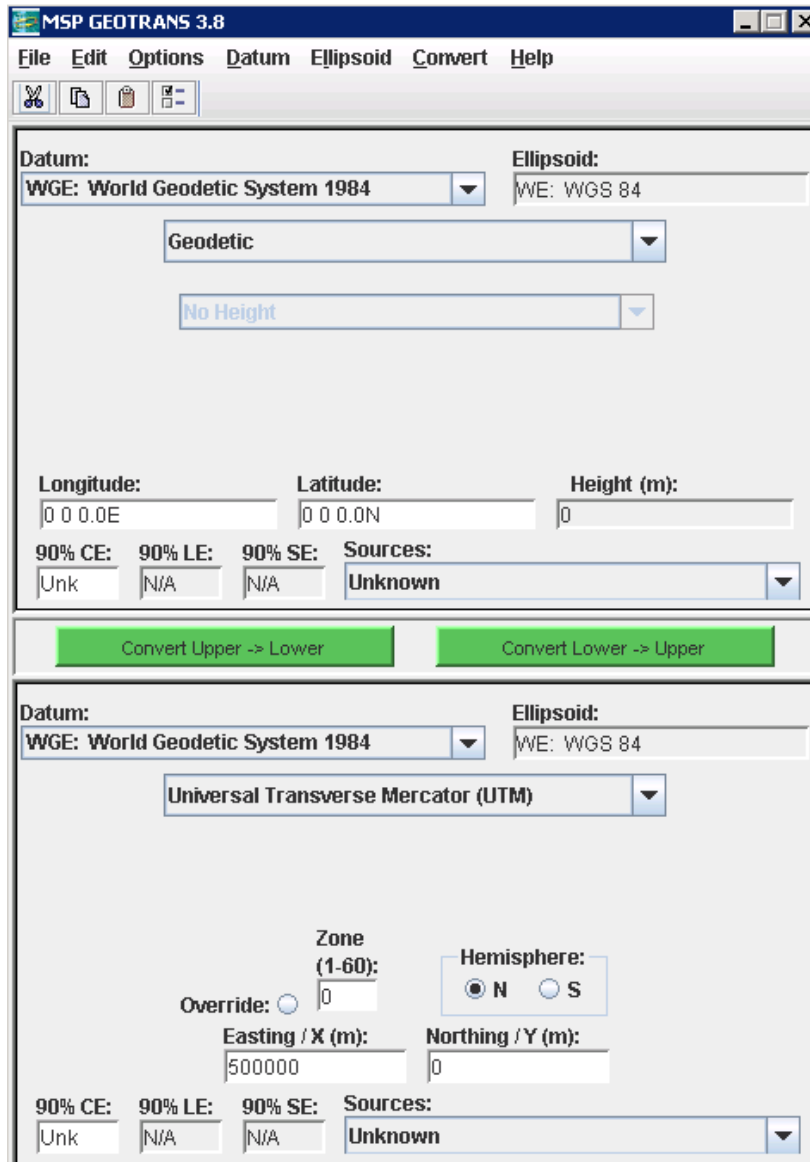 MSP GEOTRANS 3.8
File Edit Options Datum Ellipsoid Convert Help
Datum: Ellipsoid:
WGE: World Geodetic System 1984 WE: WGS 84
Geodetic
No Height
Longitude: Latitude: Height (m):
0 0 0.0E 0 0 0.0N 0
90% CE: 90% LE: 90% SE: Sources:
Unk N/A N/A Unknown
Convert Upper -> Lower Convert Lower -> Upper
Datum: Ellipsoid:
WGE: World Geodetic System 1984 WE: WGS 84
Universal Transverse Mercator (UTM)
Zone
(1-60): Hemisphere:
Override: 0 N S
Easting / X (m): Northing / Y (m):
500000 0
90% CE: 90% LE: 90% SE: Sources:
Unk N/A N/A Unknown